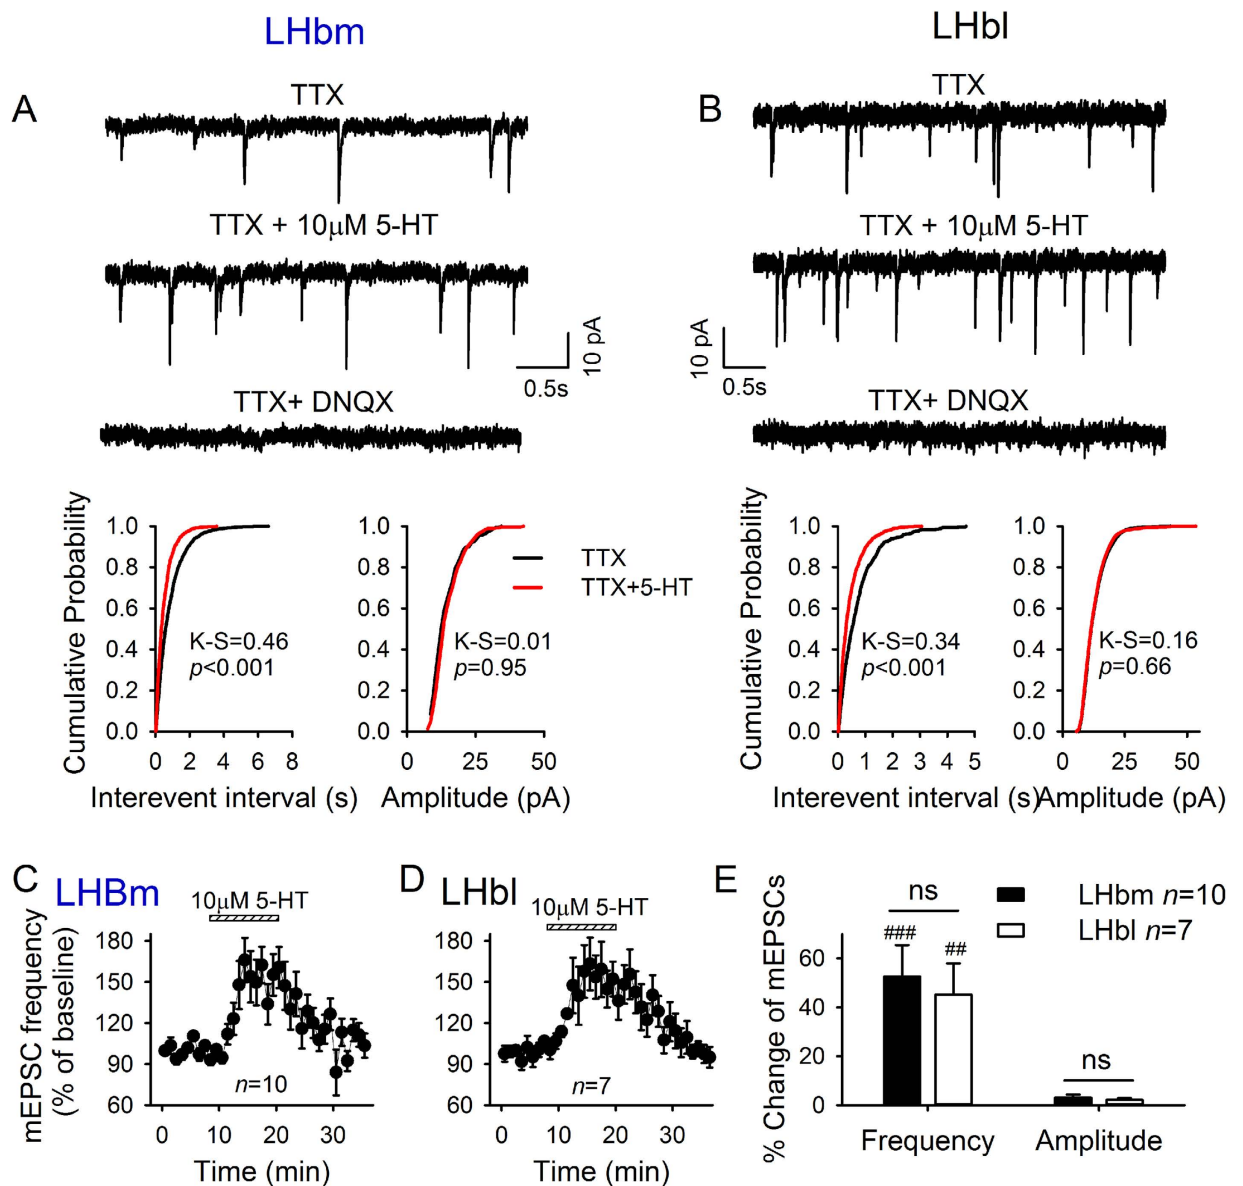 LHbm
LHbl
A
TTX
TTX + 10μM 5-HT
10 pA
0.5s
TTX+ DNQX
B
TTX
TTX + 10μM 5-HT
10 pA
0.5s
TTX+ DNQX
Cumulative Probability
1.0
0.8
0.6
0.4
0.2
0.0
K-S=0.46
p<0.001
0 2 4 6 8
Interevent interval (s)
1.0
0.8
0.6
0.4
0.2
0.0
TTX
TTX+5-HT
K-S=0.01
p=0.95
0 25 50
Amplitude (pA)
Cumulative Probability
1.0
0.8
0.6
0.4
0.2
0.0
K-S=0.34
p<0.001
0 1 2 3 4 5
Interevent interval (s)
1.0
0.8
0.6
0.4
0.2
0.0
K-S=0.16
p=0.66
0 25 50
Amplitude (pA)
C
LHBm
10μM 5-HT
mEPSC frequency
(% of baseline)
180
150
120
90
60
n=10
0 10 20 30
Time (min)
D
LHbl
10μM 5-HT
180
150
120
90
60
n=7
0 10 20 30
Time (min)
E
% Change of mEPSCs
60
40
20
0
ns
###
##
ns
LHbm n=10
LHbl n=7
Frequency
Amplitude